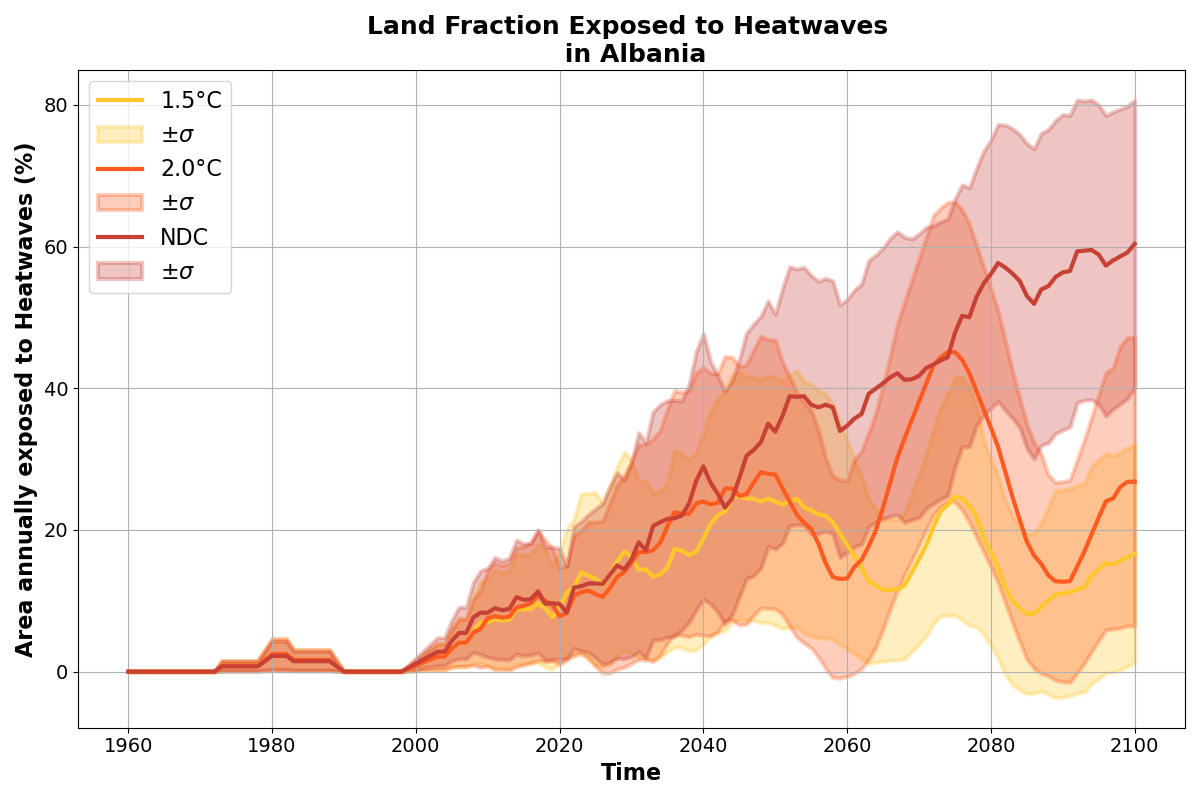 Land Fraction Exposed to Heatwaves
in Albania
Area annually exposed to Heatwaves (%)
80
60
40
20
0
1.5°C
±σ
2.0°C
±σ
NDC
±σ
1960 1980 2000 2020 2040 2060 2080 2100
Time